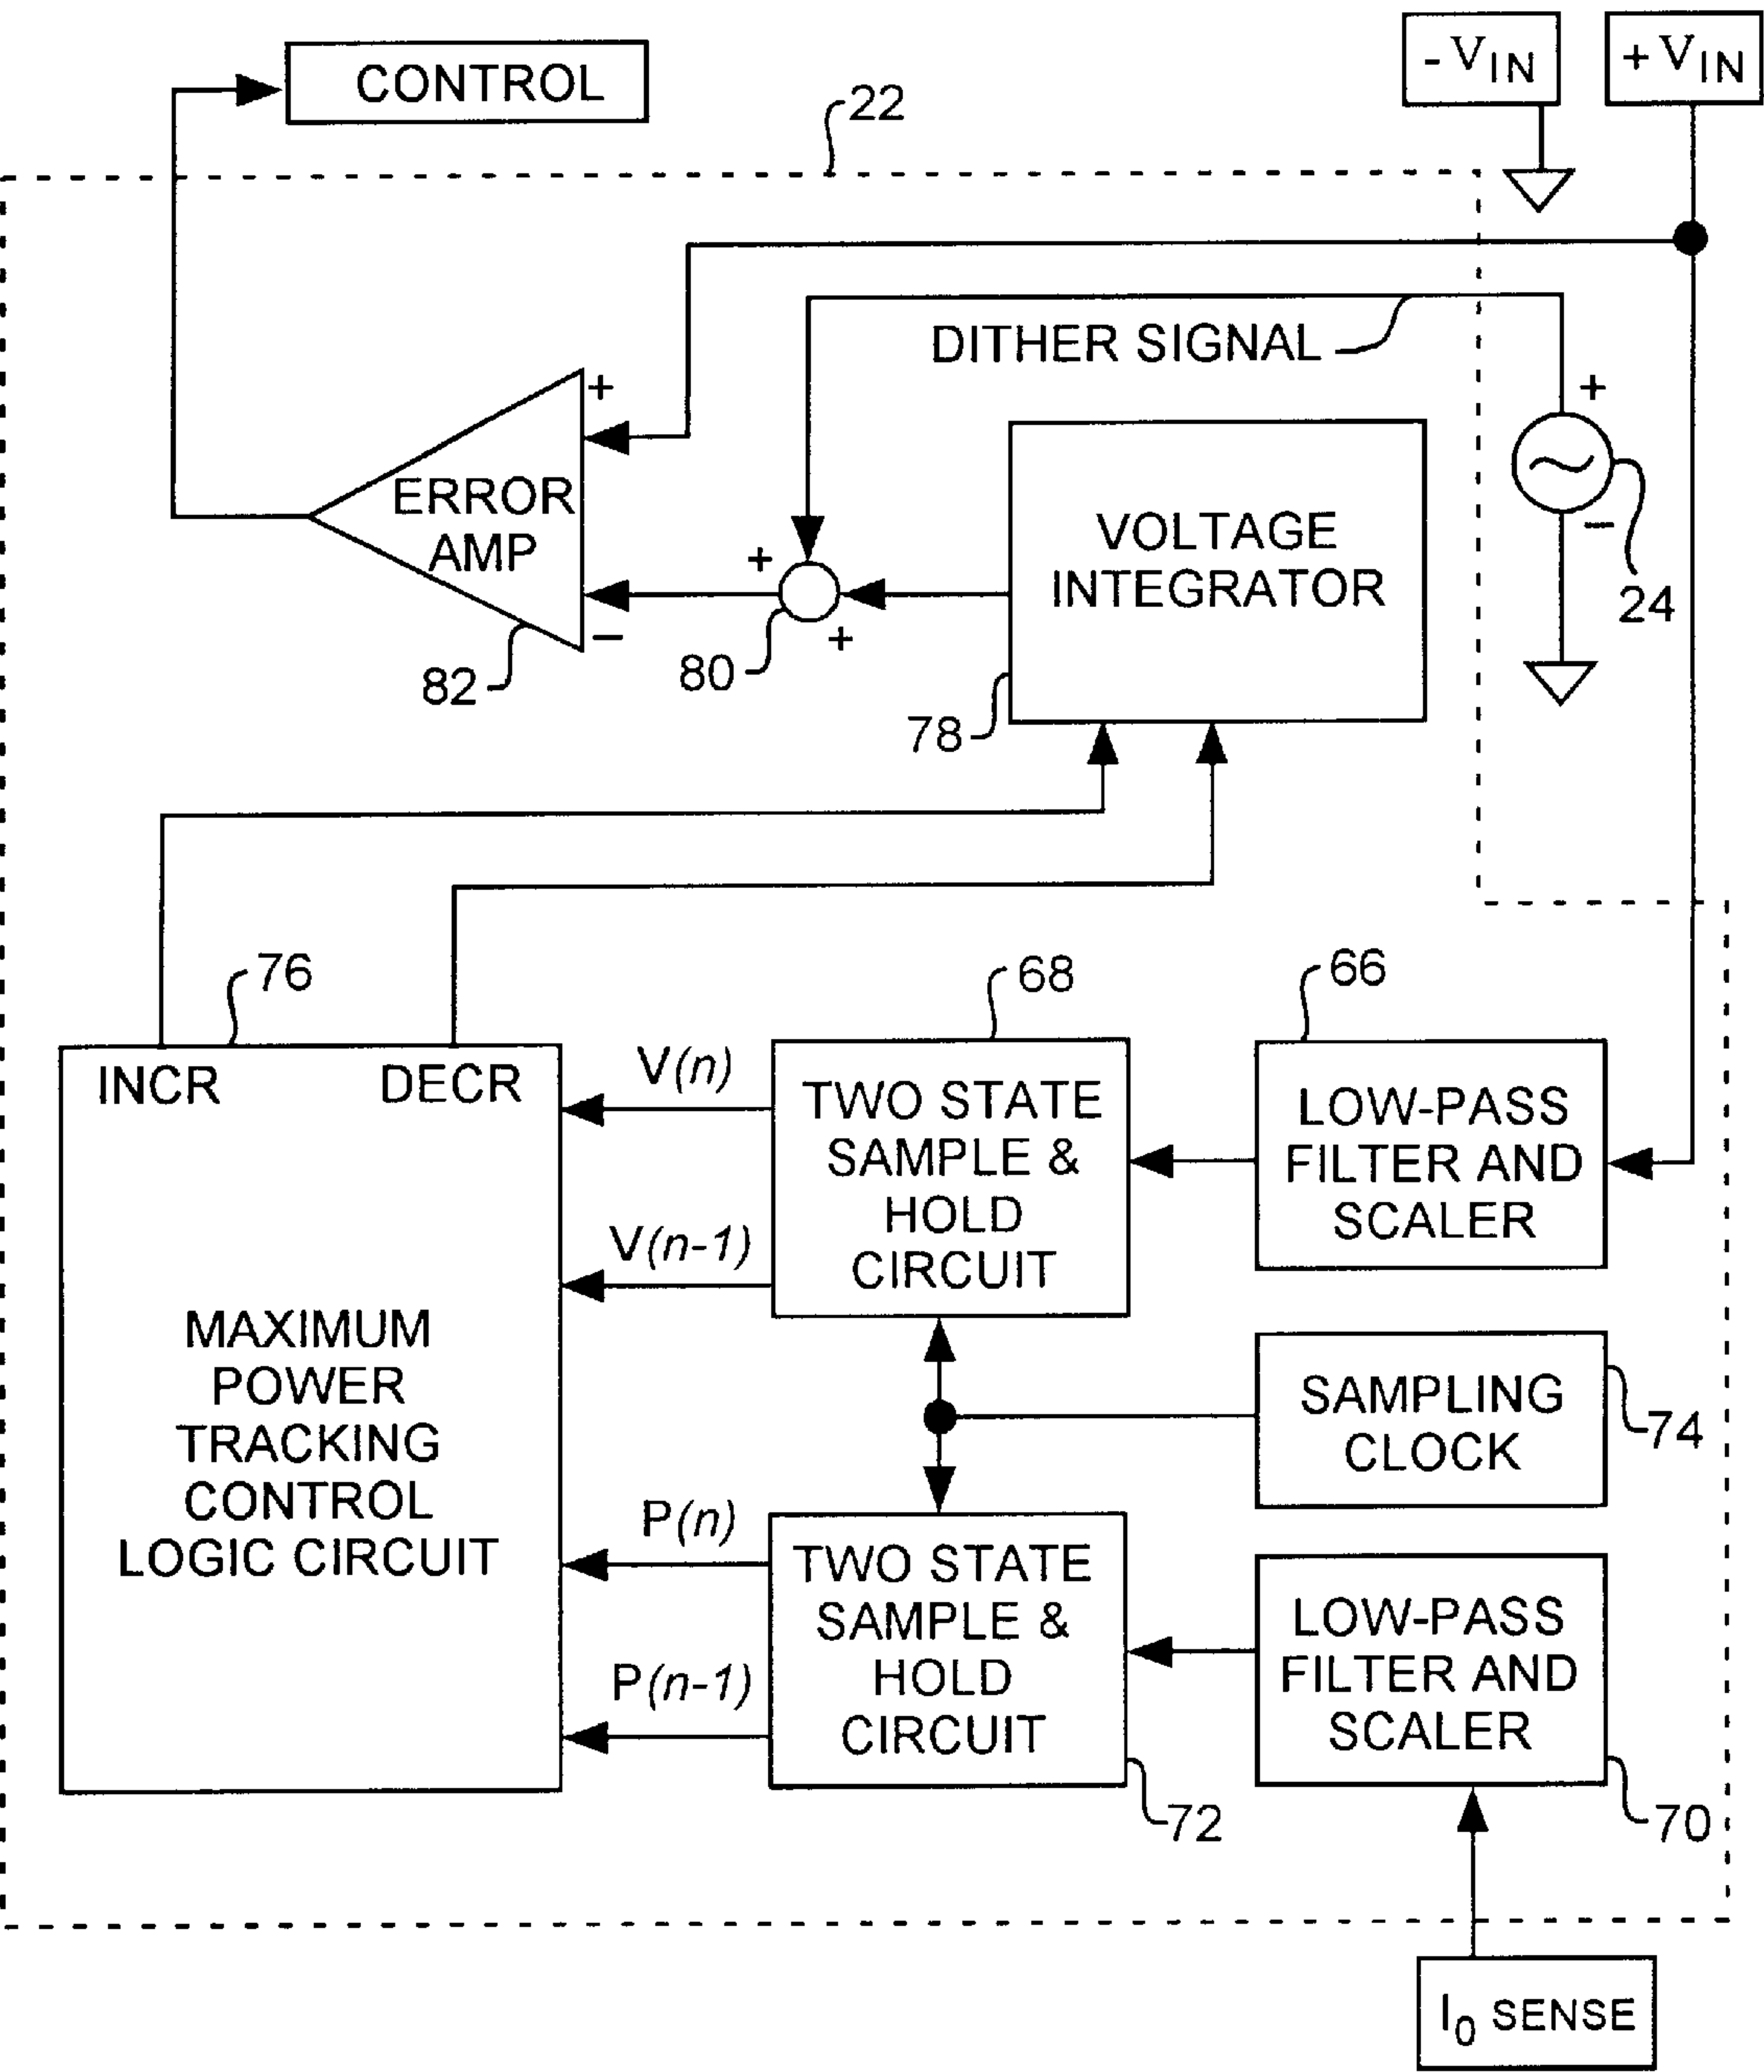 CONTROL
- VIN
+ VIN
22
DITHER SIGNAL
+
+
ERROR
AMP
VOLTAGE
INTEGRATOR
−
24
+
+
−
82
80
78
76
68
66
INCR
DECR
V(n)
TWO STATE
SAMPLE &
HOLD
CIRCUIT
LOW-PASS
FILTER AND
SCALER
V(n-1)
MAXIMUM
POWER
TRACKING
CONTROL
LOGIC CIRCUIT
SAMPLING
CLOCK
74
P(n)
TWO STATE
SAMPLE &
HOLD
CIRCUIT
LOW-PASS
FILTER AND
SCALER
P(n-1)
72
70
I0 SENSE